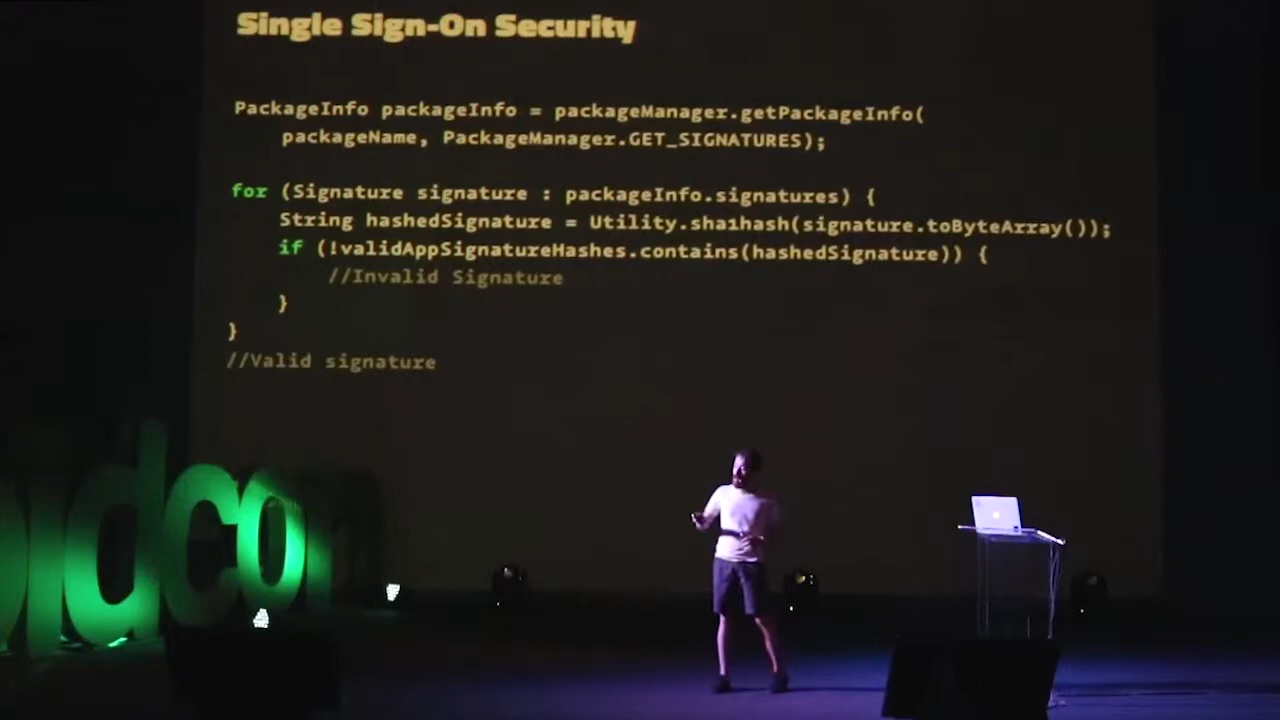 Single Sign-On Security
PackageInfo packageInfo = packageManager.getPackageInfo(
packageName, PackageManager.GET_SIGNATURES);
for (Signature signature : packageInfo.signatures) {
String hashedSignature = Utility.sha1hash(signature.toByteArray());
if (!validAppSignatureHashes.contains(hashedSignature)) {
//Invalid Signature
}
}
//Valid signature
oidcon